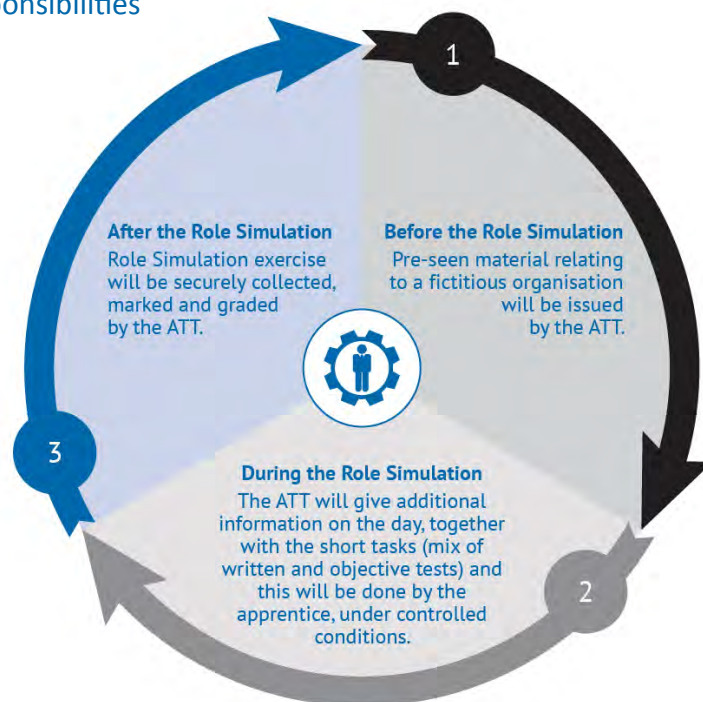 1
Before the Role Simulation
Pre-seen material relating
to a fictitious organisation
will be issued
by the ATT.
2
During the Role Simulation
The ATT will give additional
information on the day, together
with the short tasks (mix of
written and objective tests) and
this will be done by the
apprentice, under controlled
conditions.
3
After the Role Simulation
Role Simulation exercise
will be securely collected,
marked and graded
by the ATT.